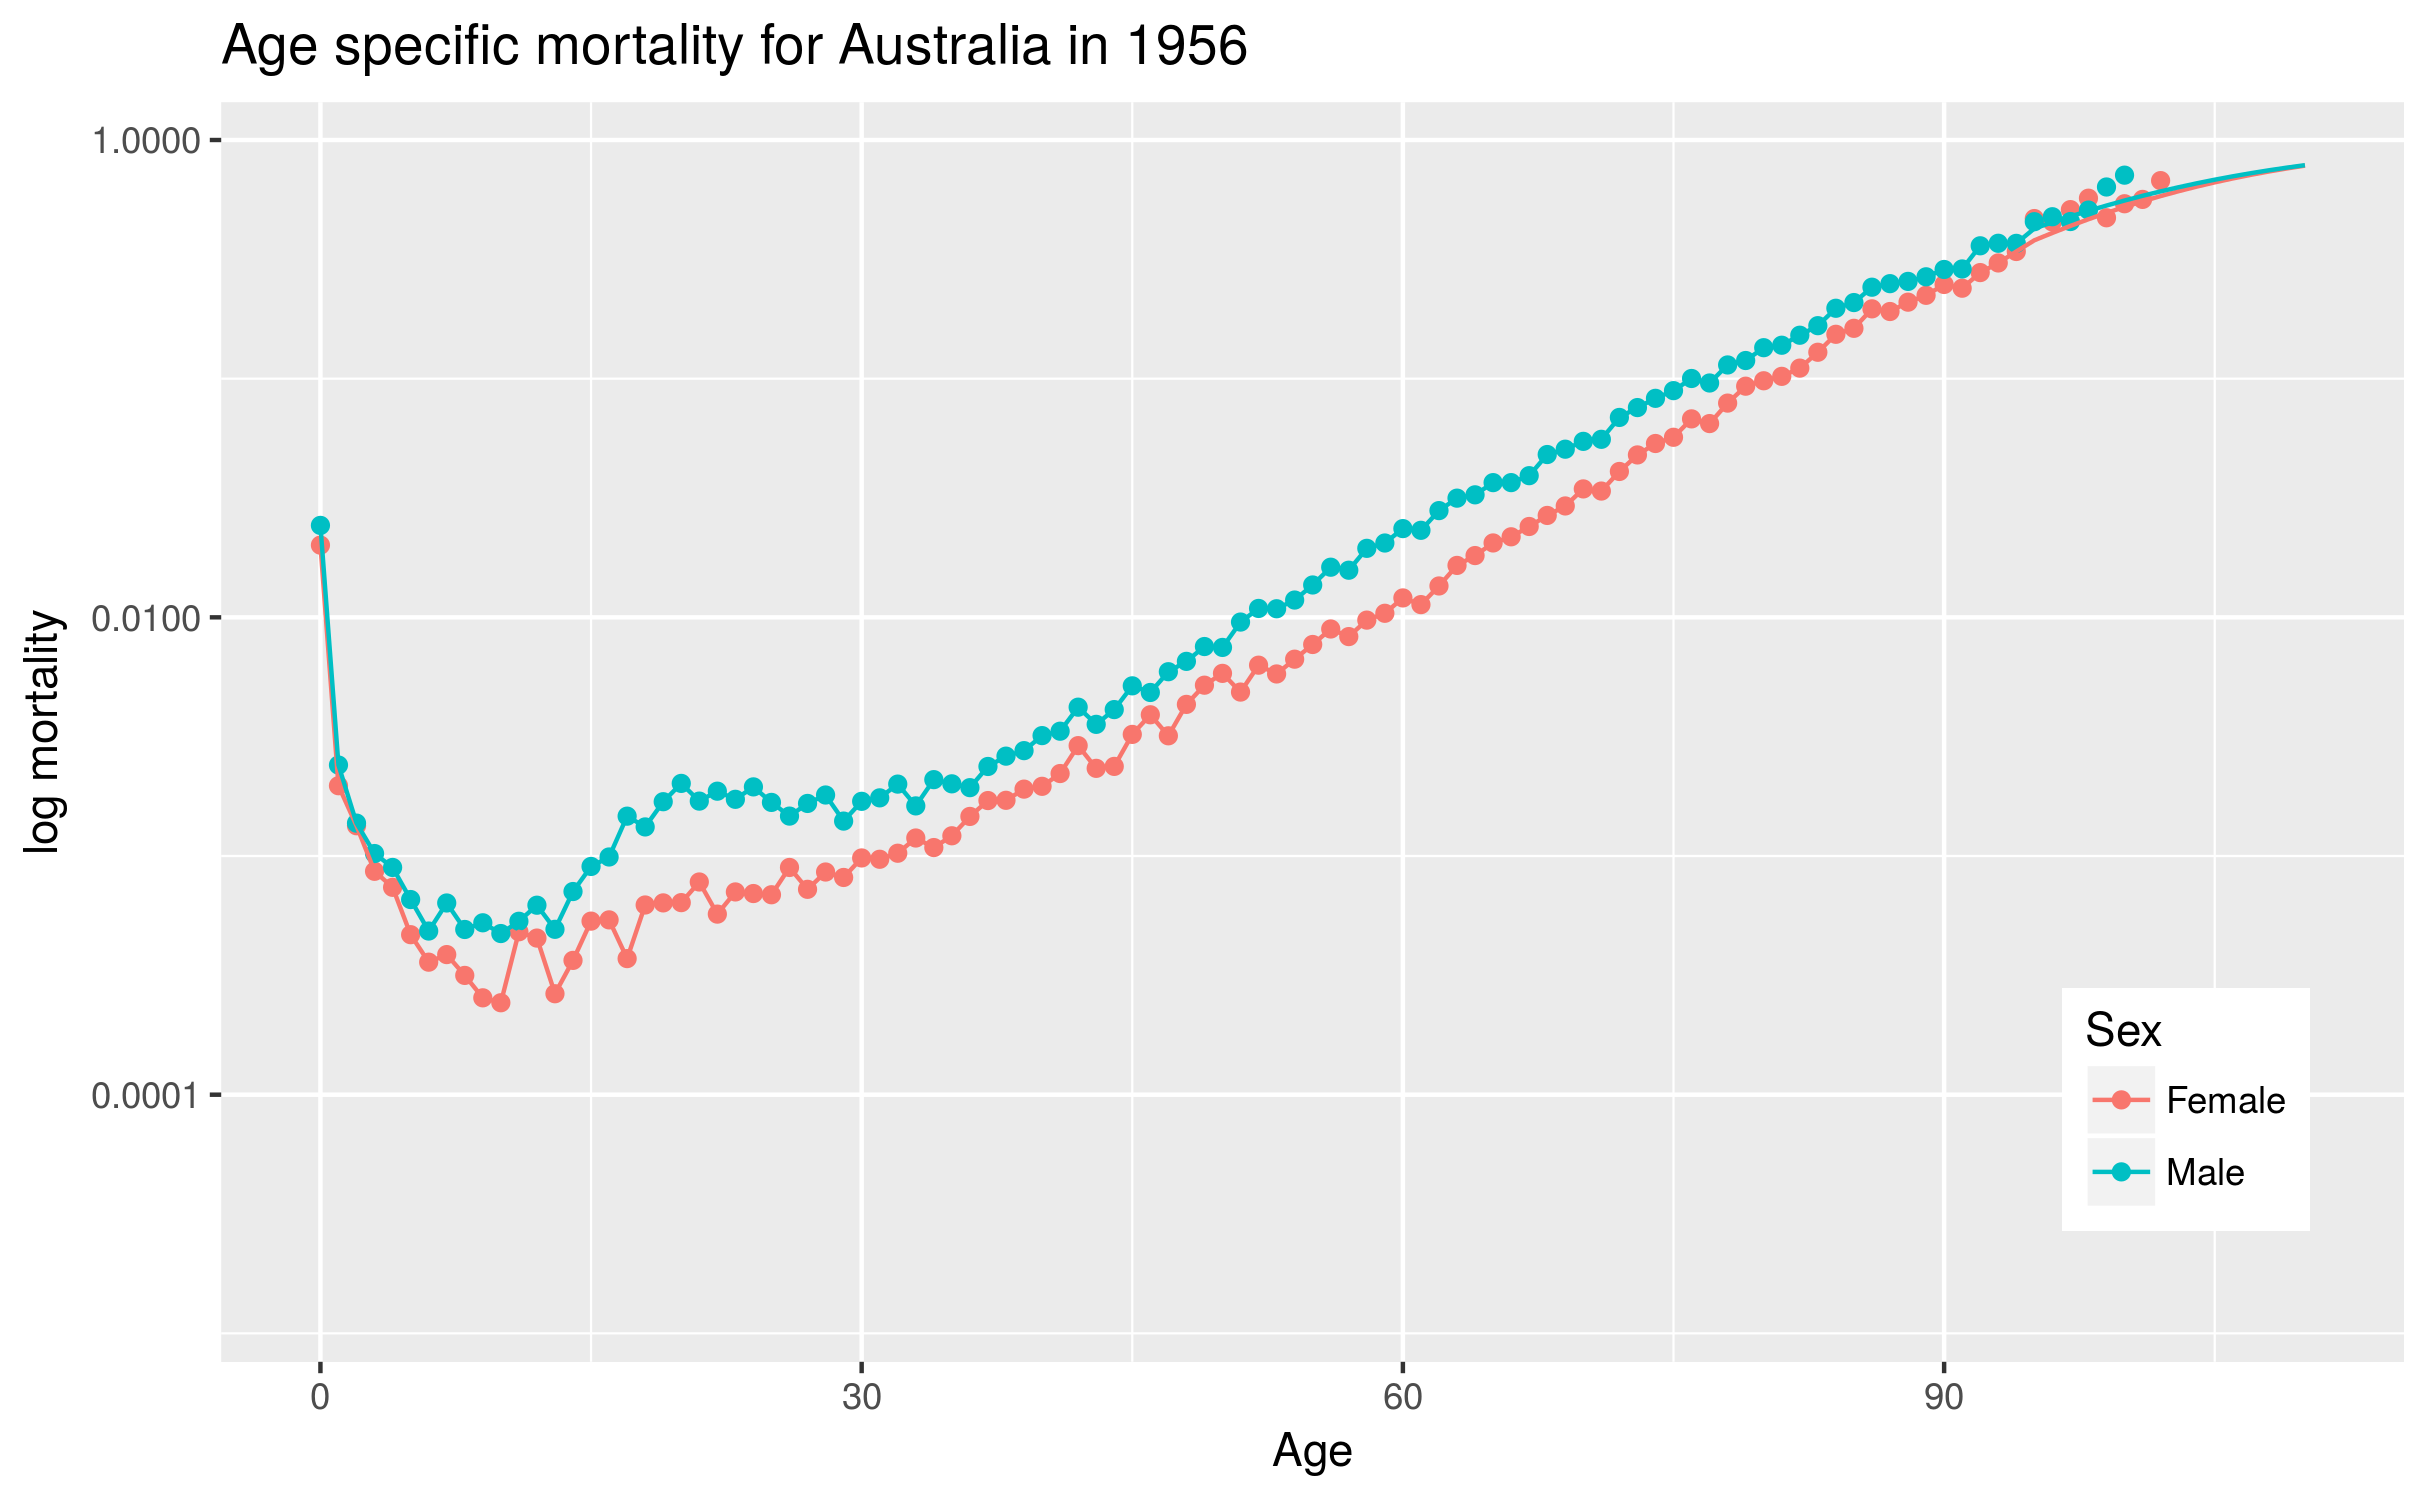 Age specific mortality for Australia in 1956
1.0000
0.0100
0.0001
log mortality
0
30
60
90
Age
Sex
Female
Male